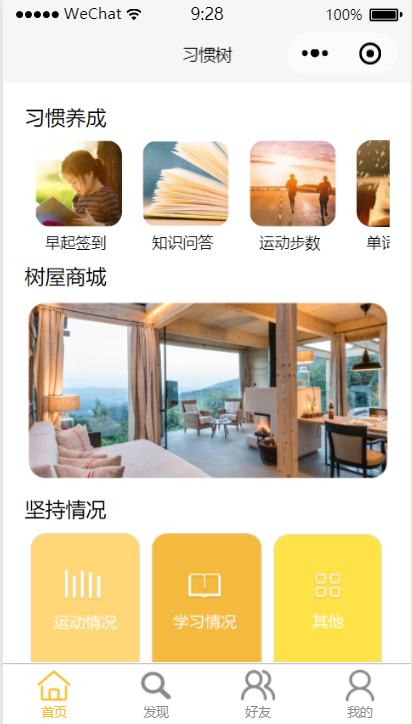 WeChat 9:28 100%
习惯树
习惯养成
早起签到 知识问答 运动步数 单词
树屋商城
坚持情况
运动情况 学习情况 其他
首页 发现 好友 我的